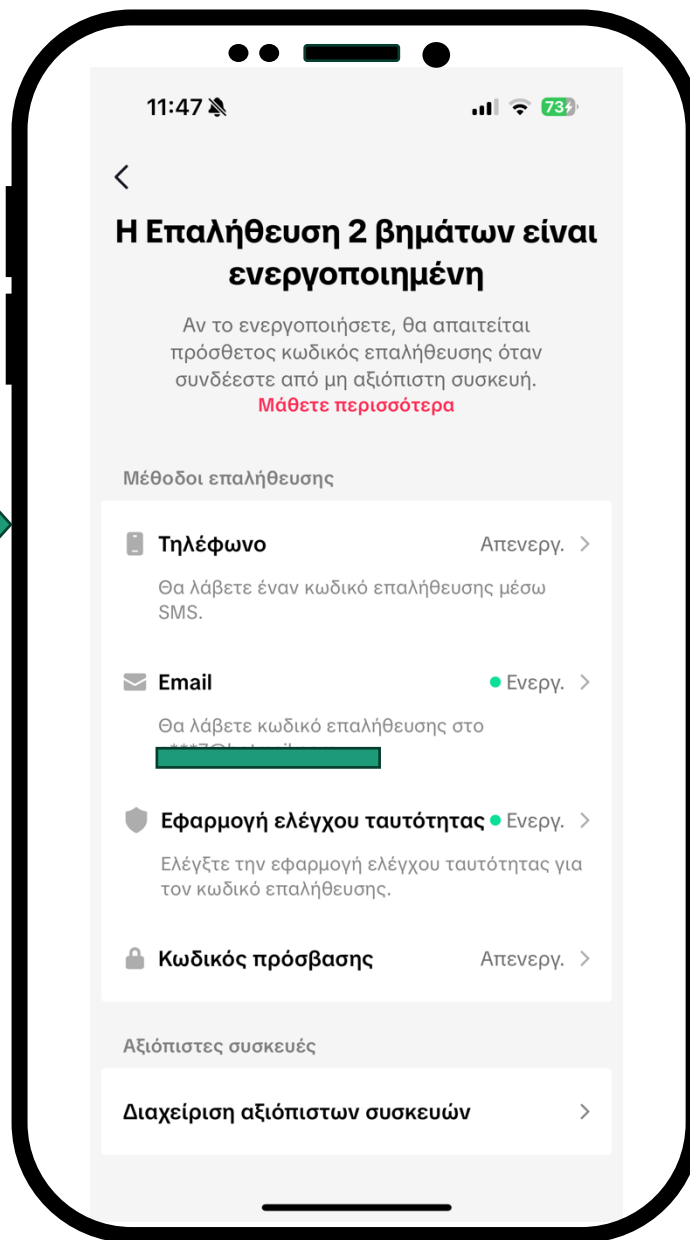 11:47
73
Η Επαλήθευση 2 βημάτων είναι
ενεργοποιημένη
Αν το ενεργοποιήσετε, θα απαιτείται
πρόσθετος κωδικός επαλήθευσης όταν
συνδέεστε από μη αξιόπιστη συσκευή.
Μάθετε περισσότερα
Μέθοδοι επαλήθευσης
Τηλέφωνο Απενεργ.
Θα λάβετε έναν κωδικό επαλήθευσης μέσω
SMS.
Email Ενεργ.
Θα λάβετε κωδικό επαλήθευσης στο
Εφαρμογή ελέγχου ταυτότητας Ενεργ.
Ελέγξτε την εφαρμογή ελέγχου ταυτότητας για
τον κωδικό επαλήθευσης.
Κωδικός πρόσβασης Απενεργ.
Αξιόπιστες συσκευές
Διαχείριση αξιόπιστων συσκευών